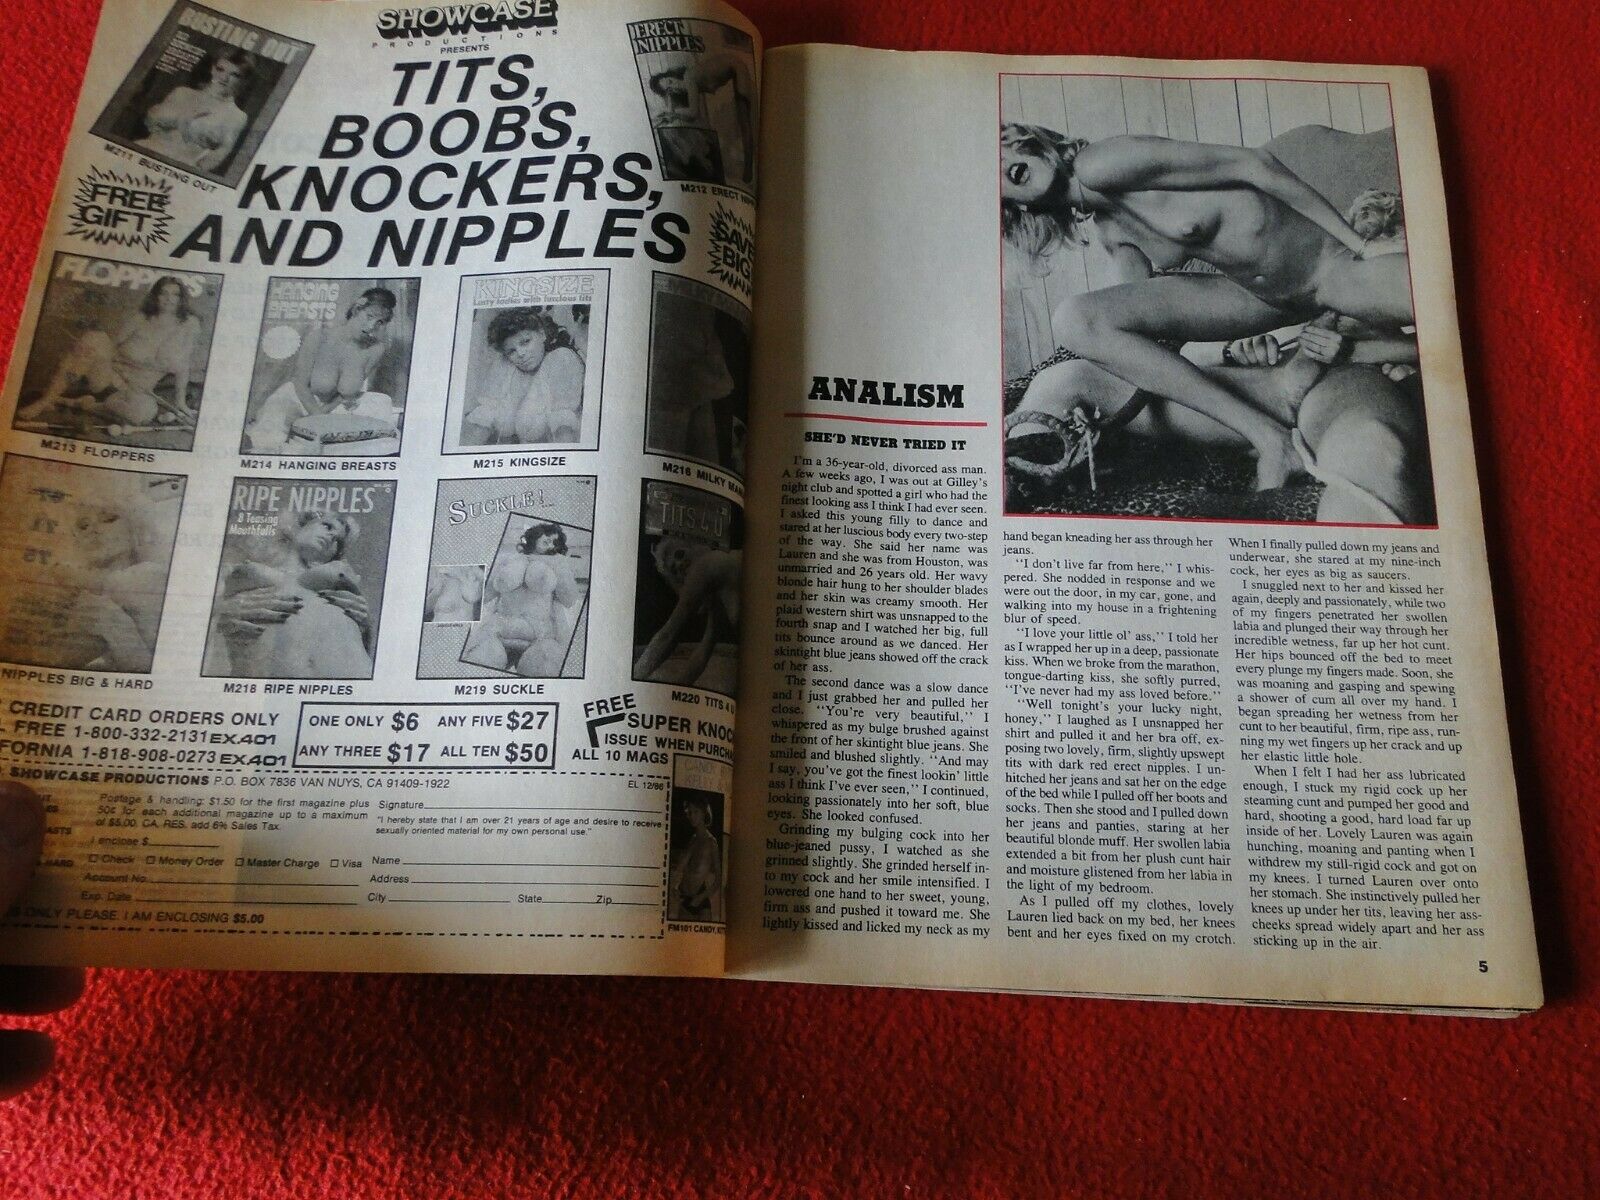 SHOWCASE
PRODUCTIONS
PRESENTS
TITS,
BOOBS,
KNOCKERS,
AND NIPPLES
BUSTING OUT
M211 BUSTING OUT
ERECT
NIPPLES
M212 ERECT
FREE
GIFT
SAVE
BIG
FLOPPERS
M213 FLOPPERS
HANGING
BREASTS
M214 HANGING BREASTS
KINGSIZE
Lusty ladies with luscious tits
M215 KINGSIZE
M216 MILKY
NIPPLES BIG & HARD
RIPE NIPPLES
8 Teasing
Mouthfulls
M218 RIPE NIPPLES
SUCKLE!
M219 SUCKLE
TITS 4 U
M220 TITS 4 U
CREDIT CARD ORDERS ONLY
FREE 1-800-332-2131 EX.401
FORNIA 1-818-908-0273 EX.401
ONE ONLY $6 ANY FIVE $27
ANY THREE $17 ALL TEN $50
FREE
SUPER KNOC
ISSUE WHEN PURCHA
ALL 10 MAGS
SHOWCASE PRODUCTIONS P.O. BOX 7836 VAN NUYS, CA 91409-1922
EL 12/86
Postage & handling: $1.50 for the first magazine plus
50¢ for each additional magazine up to a maximum
of $5.00. CA. RES. add 6% Sales Tax.
I enclose $
Check Money Order Master Charge Visa
Account No.
Exp. Date
Signature
"I hereby state that I am over 21 years of age and desire to receive
sexually oriented material for my own personal use."
Name
Address
City State Zip
ONLY PLEASE. I AM ENCLOSING $5.00
FM101 CANDY,
ANALISM
SHE'D NEVER TRIED IT
I'm a 36-year-old, divorced ass man.
A few weeks ago, I was out at Gilley's
night club and spotted a girl who had the
finest looking ass I think I had ever seen.
I asked this young filly to dance and
stared at her luscious body every two-step
of the way. She said her name was
Lauren and she was from Houston, was
unmarried and 26 years old. Her wavy
blonde hair hung to her shoulder blades
and her skin was creamy smooth. Her
plaid western shirt was unsnapped to the
fourth snap and I watched her big, full
tits bounce around as we danced. Her
skintight blue jeans showed off the crack
of her ass.
The second dance was a slow dance
and I just grabbed her and pulled her
close. "You're very beautiful," I
whispered as my bulge brushed against
the front of her skintight blue jeans. She
smiled and blushed slightly. "And may
I say, you've got the finest lookin' little
ass I think I've ever seen," I continued,
looking passionately into her soft, blue
eyes. She looked confused.
Grinding my bulging cock into her
blue-jeaned pussy, I watched as she
grinned slightly. She grinded herself in-
to my cock and her smile intensified. I
lowered one hand to her sweet, young,
firm ass and pushed it toward me. She
lightly kissed and licked my neck as my
hand began kneading her ass through her
jeans.
"I don't live far from here," I whis-
pered. She nodded in response and we
were out the door, in my car, gone, and
walking into my house in a frightening
blur of speed.
"I love your little ol' ass," I told her
as I wrapped her up in a deep, passionate
kiss. When we broke from the marathon,
tongue-darting kiss, she softly purred,
"I've never had my ass loved before."
"Well tonight's your lucky night,
honey," I laughed as I unsnapped her
shirt and pulled it and her bra off, ex-
posing two lovely, firm, slightly upswept
tits with dark red erect nipples. I un-
hitched her jeans and sat her on the edge
of the bed while I pulled off her boots and
socks. Then she stood and I pulled down
her jeans and panties, staring at her
beautiful blonde muff. Her swollen labia
extended a bit from her plush cunt hair
and moisture glistened from her labia in
the light of my bedroom.
As I pulled off my clothes, lovely
Lauren lied back on my bed, her knees
bent and her eyes fixed on my crotch.
When I finally pulled down my jeans and
underwear, she stared at my nine-inch
cock, her eyes as big as saucers.
I snuggled next to her and kissed her
again, deeply and passionately, while two
of my fingers penetrated her swollen
labia and plunged their way through her
incredible wetness, far up her hot cunt.
Her hips bounced off the bed to meet
every plunge my fingers made. Soon, she
was moaning and gasping and spewing
a shower of cum all over my hand. I
began spreading her wetness from her
cunt to her beautiful, firm, ripe ass, run-
ning my wet fingers up her crack and up
her elastic little hole.
When I felt I had her ass lubricated
enough, I stuck my rigid cock up her
steaming cunt and pumped her good and
hard, shooting a good, hard load far up
inside of her. Lovely Lauren was again
hunching, moaning and panting when I
withdrew my still-rigid cock and got on
my knees. I turned Lauren over onto
her stomach. She instinctively pulled her
knees up under her tits, leaving her ass-
cheeks spread widely apart and her ass
sticking up in the air.
5